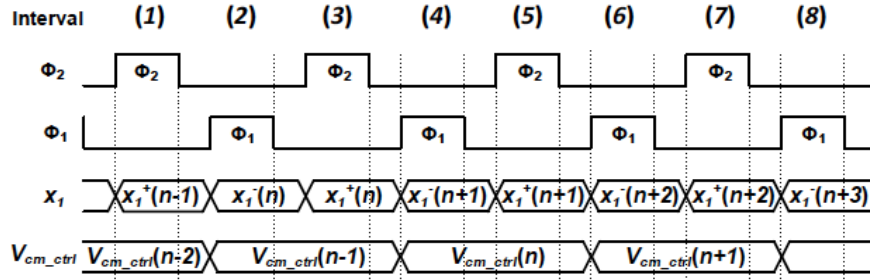 Interval (1) (2) (3) (4) (5) (6) (7) (8)
Φ2 Φ2 Φ2 Φ2 Φ2
Φ1 Φ1 Φ1 Φ1 Φ1
x1 x1+(n-1) x1-(n) x1+(n) x1-(n+1) x1+(n+1) x1-(n+2) x1+(n+2) x1-(n+3)
Vcm_ctrl Vcm_ctrl(n-2) Vcm_ctrl(n-1) Vcm_ctrl(n) Vcm_ctrl(n+1)